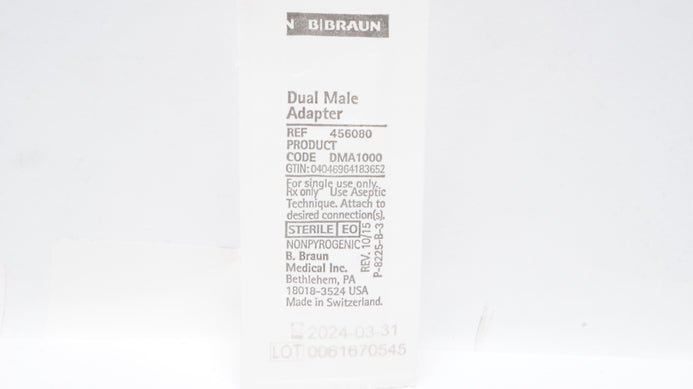 N B|BRAUN
Dual Male
Adapter
REF 456080
PRODUCT
CODE DMA1000
GTIN:04046964183652
For single use only.
Rx only Use Aseptic
Technique. Attach to
desired connection(s).
STERILE EO
NONPYROGENIC
B. Braun
Medical Inc.
Bethlehem, PA
18018-3524 USA
Made in Switzerland.
REV. 10/15
P-8225-B-3
2024-03-31
LOT 0061670545